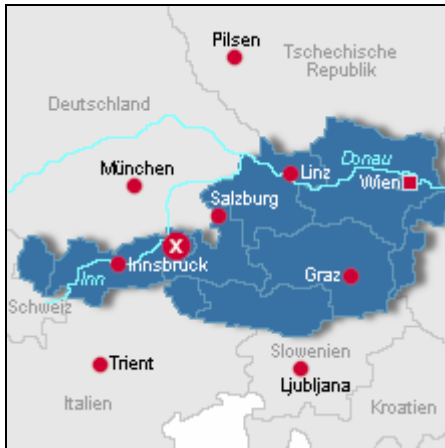 Pilsen
Tschechische
Republik
Deutschland
Donau
München
Linz
Wien
Salzburg
X
Innsbruck
Inn
Graz
Schweiz
Slowenien
Trient
Ljubljana
Italien
Kroatien